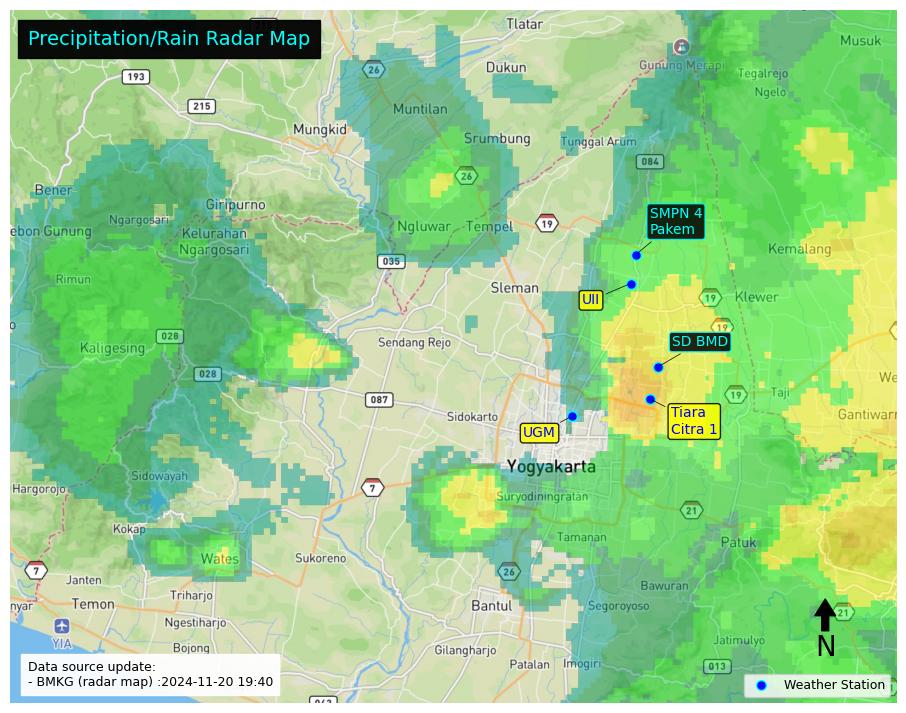 Precipitation/Rain Radar Map
Tlatar
Musuk
Gunung Merapi
Tegalrejo
Ngelo
193
26
Dukun
215
Muntilan
Mungkid
Srumbung
Tunggal Arum
084
Bener
26
Giripurno
Ngargosari
ebon Gunung
Kelurahan
Ngargosari
Ngluwar
Tempel
19
SMPN 4
Pakem
Kemalang
035
Rimun
Sleman
UII
19
Klewer
028
Kaligesing
Sendang Rejo
19
SD BMD
028
We
087
19
Taji
Sidokarto
UGM
Tiara
Citra 1
Gantiwarn
Yogyakarta
Sidowayah
Hargorojo
7
Suryodiningratan
21
Kokap
Tamanan
Patuk
Wates
Sukoreno
7
Janten
26
Bawuran
nyar
Temon
Triharjo
Bantul
Segoroyoso
21
Ngestiharjo
YIA
N
Jatimulyo
Bojong
Gilangharjo
Patalan
Imogiri
013
Data source update:
- BMKG (radar map) :2024-11-20 19:40
Weather Station